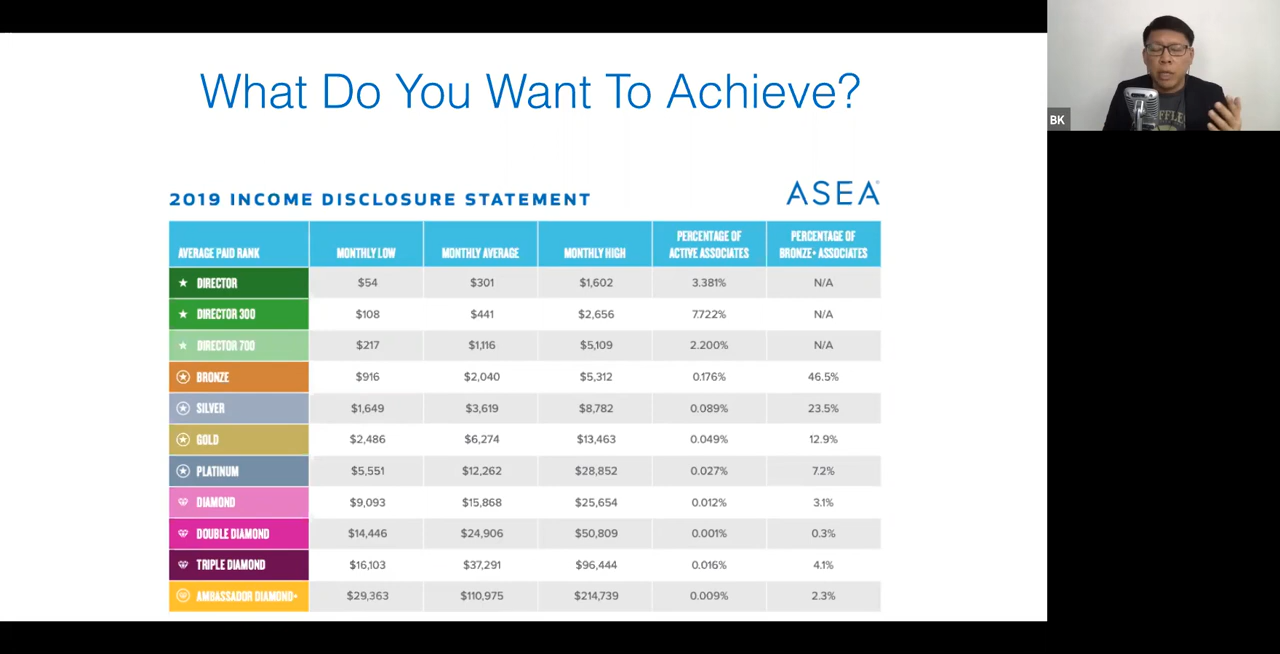 What Do You Want To Achieve?
BK
2019 INCOME DISCLOSURE STATEMENT
ASEA
AVERAGE PAID RANK MONTHLY LOW MONTHLY AVERAGE MONTHLY HIGH PERCENTAGE OF ACTIVE ASSOCIATES PERCENTAGE OF BRONZE+ ASSOCIATES
DIRECTOR $54 $301 $1,602 3.381% N/A
DIRECTOR 300 $108 $441 $2,656 7.722% N/A
DIRECTOR 700 $217 $1,116 $5,109 2.200% N/A
BRONZE $916 $2,040 $5,312 0.176% 46.5%
SILVER $1,649 $3,619 $8,782 0.089% 23.5%
GOLD $2,486 $6,274 $13,463 0.049% 12.9%
PLATINUM $5,551 $12,262 $28,852 0.027% 7.2%
DIAMOND $9,093 $15,868 $25,654 0.012% 3.1%
DOUBLE DIAMOND $14,446 $24,906 $50,809 0.001% 0.3%
TRIPLE DIAMOND $16,103 $37,291 $96,444 0.016% 4.1%
AMBASSADOR DIAMOND+ $29,363 $110,975 $214,739 0.009% 2.3%